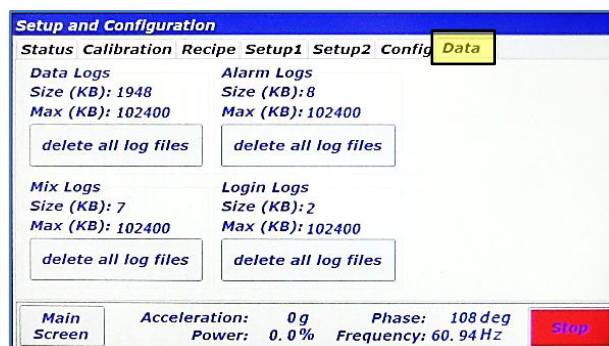 Setup and Configuration
Status Calibration Recipe Setup1 Setup2 Config Data
Data Logs
Size (KB): 1948
Max (KB): 102400
delete all log files
Alarm Logs
Size (KB): 8
Max (KB): 102400
delete all log files
Mix Logs
Size (KB): 7
Max (KB): 102400
delete all log files
Login Logs
Size (KB): 2
Max (KB): 102400
delete all log files
Main
Screen
Acceleration: 0 g
Power: 0.0%
Phase: 108 deg
Frequency: 60.94 Hz
Stop